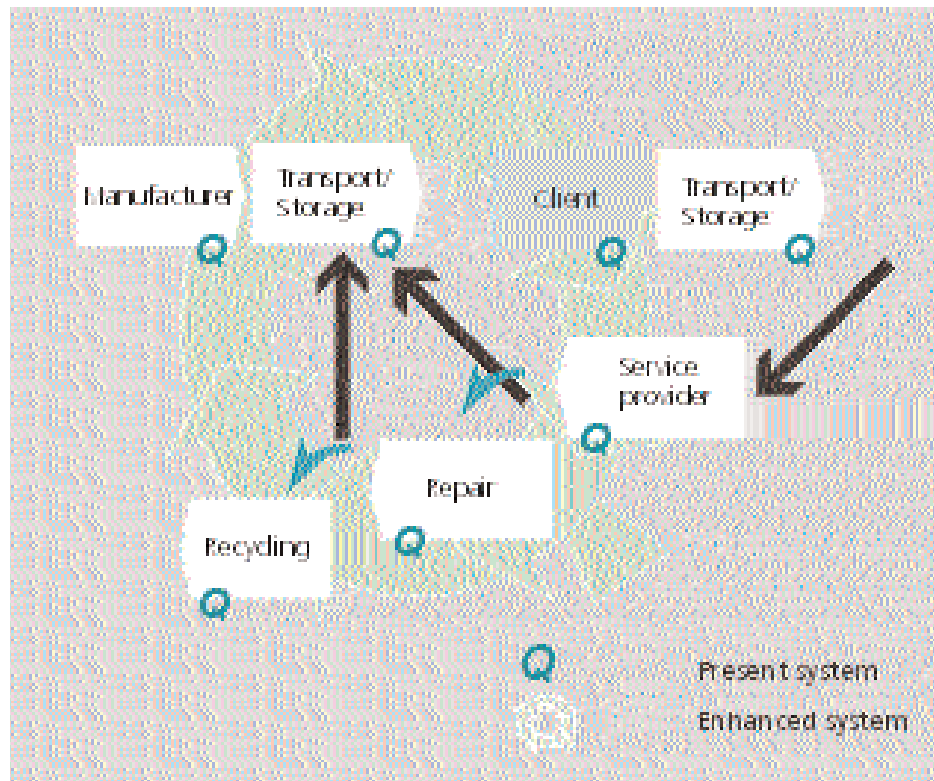 Manufacturer
Q
Transport/
Storage
Q
Client
Q
Transport/
Storage
Q
Service
provider
Q
Repair
Q
Recycling
Q
Q
Present system
Enhanced system